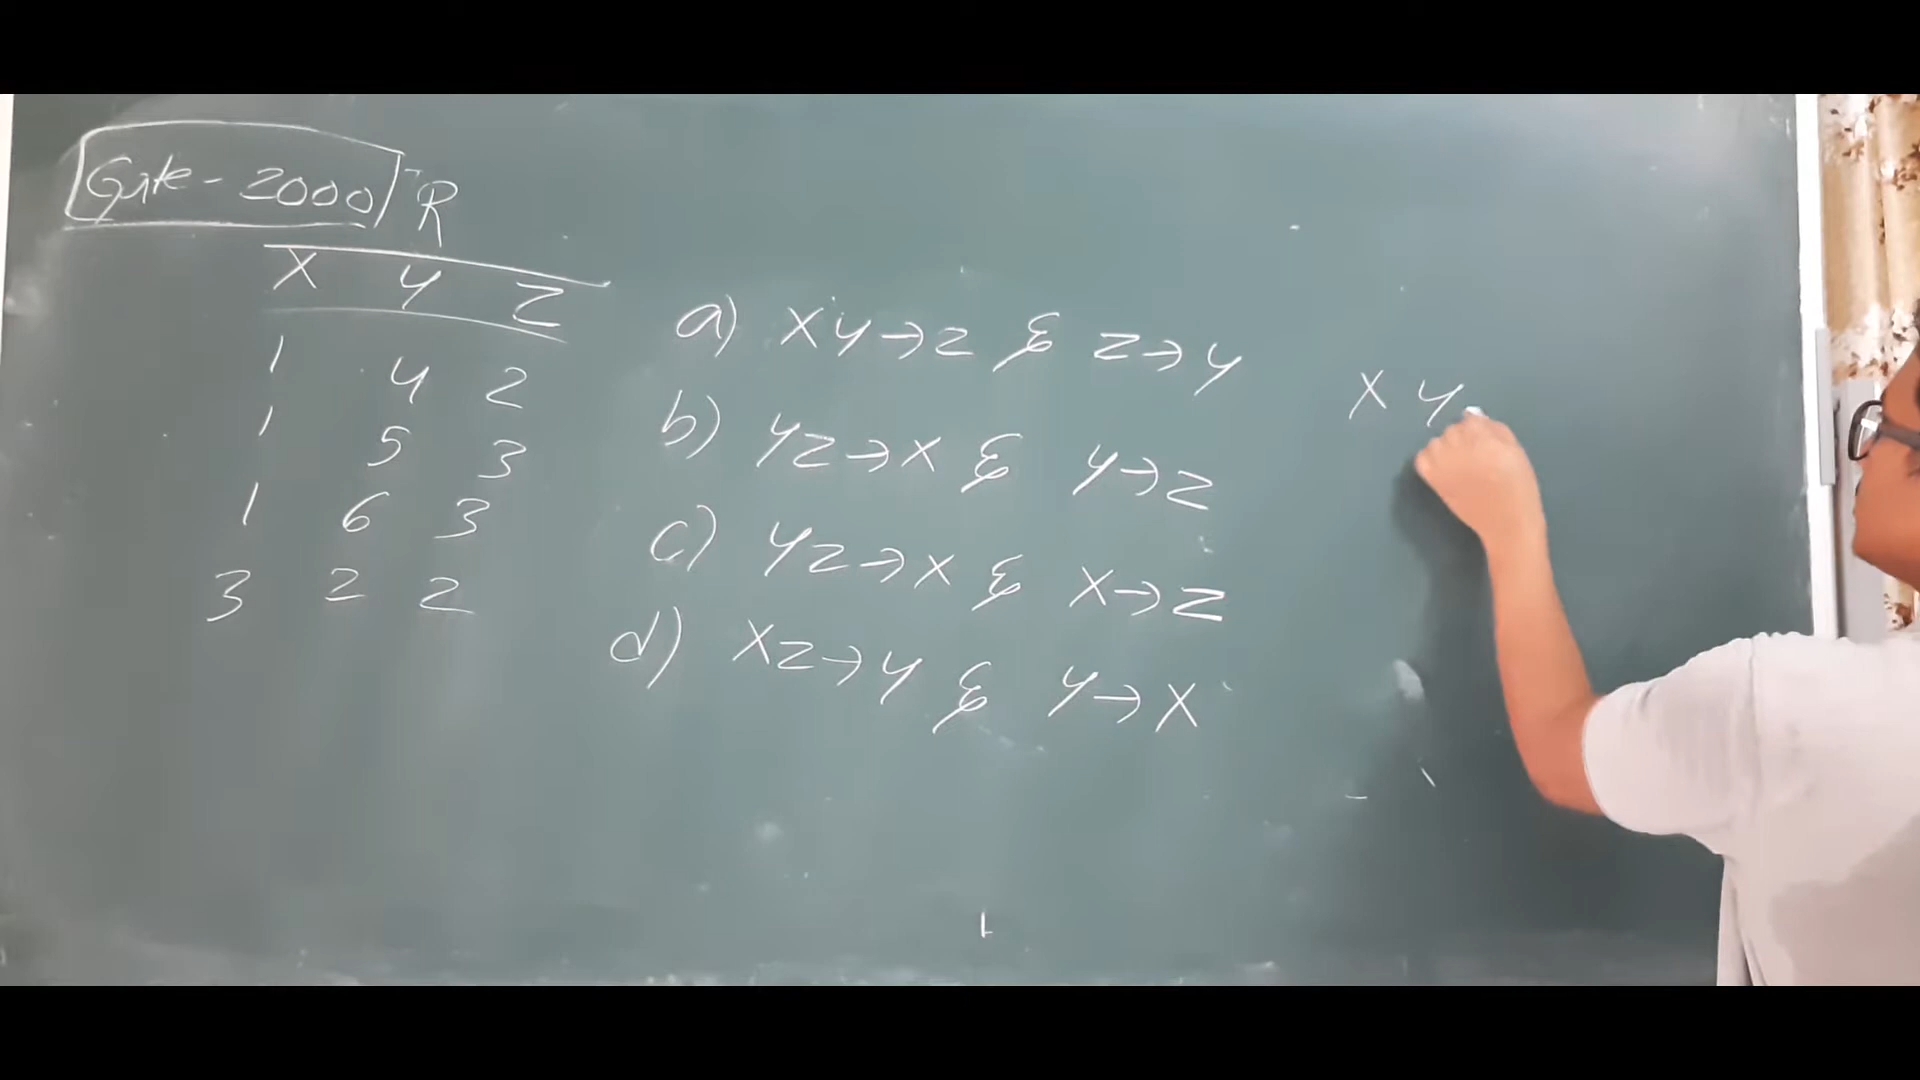 Gate - 2000 R
X Y Z
1 4 2
1 5 3
1 6 3
3 2 2
a) XY→Z & Z→Y
b) YZ→X & Y→Z
c) YZ→X & X→Z
d) XZ→Y & Y→X
X Y